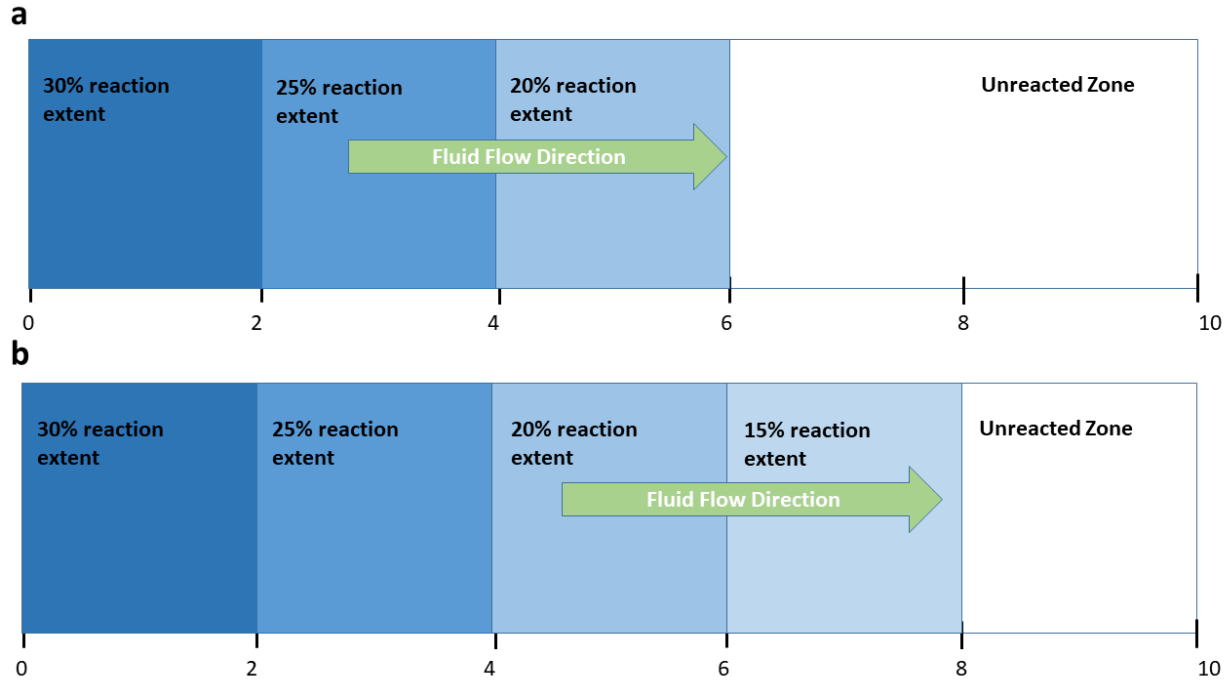 a
30% reaction
extent
25% reaction
extent
20% reaction
extent
Unreacted Zone
Fluid Flow Direction
0
2
4
6
8
10
b
30% reaction
extent
25% reaction
extent
20% reaction
extent
15% reaction
extent
Unreacted Zone
Fluid Flow Direction
0
2
4
6
8
10